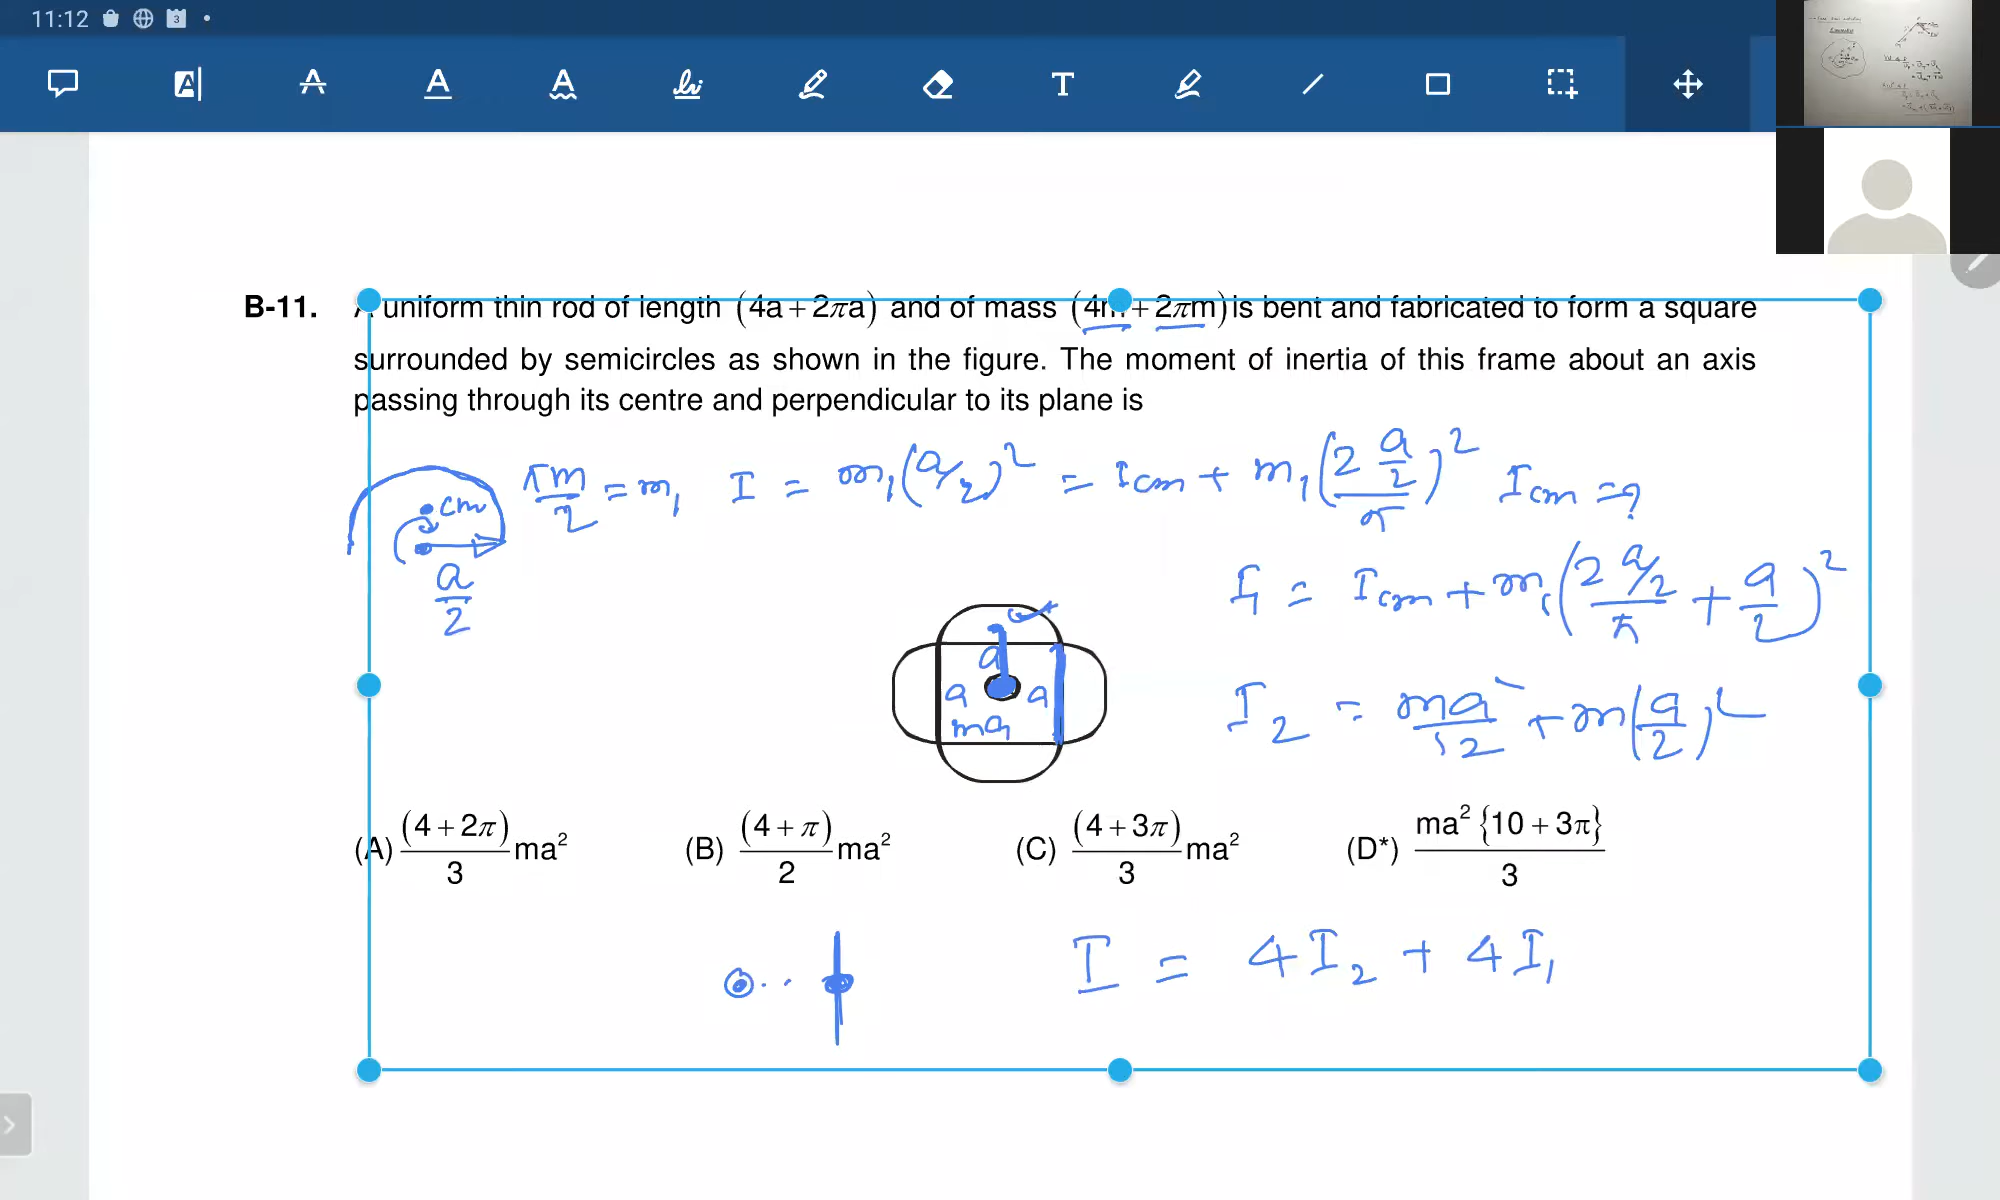 11:12
3
B-11. A uniform thin rod of length (4a + 2πa) and of mass (4m + 2πm) is bent and fabricated to form a square
surrounded by semicircles as shown in the figure. The moment of inertia of this frame about an axis
passing through its centre and perpendicular to its plane is
cm
πm/2 = m₁ I = m₁(a/2)² = Icm + m₁(2 a/2 / π)² Icm = ?
a/2
I₁ = Icm + m₁(2 a/2 / π + a/2)²
a
a a
ma
I₂ = ma²/12 + m(a/2)²
(A) (4 + 2π)/3 ma² (B) (4 + π)/2 ma² (C) (4 + 3π)/3 ma² (D*) ma² {10 + 3π}/3
I = 4I₂ + 4I₁